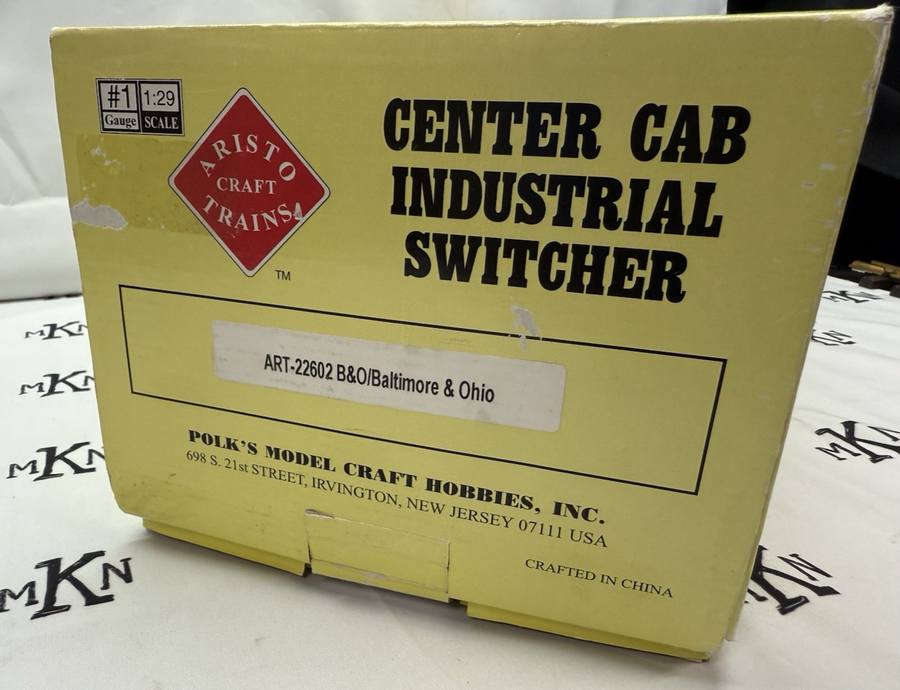 #1 1:29
Gauge SCALE
ARISTO
CRAFT
TRAINS
TM
CENTER CAB
INDUSTRIAL
SWITCHER
ART-22602 B&O/Baltimore & Ohio
POLK'S MODEL CRAFT HOBBIES, INC.
698 S. 21st STREET, IRVINGTON, NEW JERSEY 07111 USA
CRAFTED IN CHINA
MKN
MKN
MKN
MKN
MKN
MKN